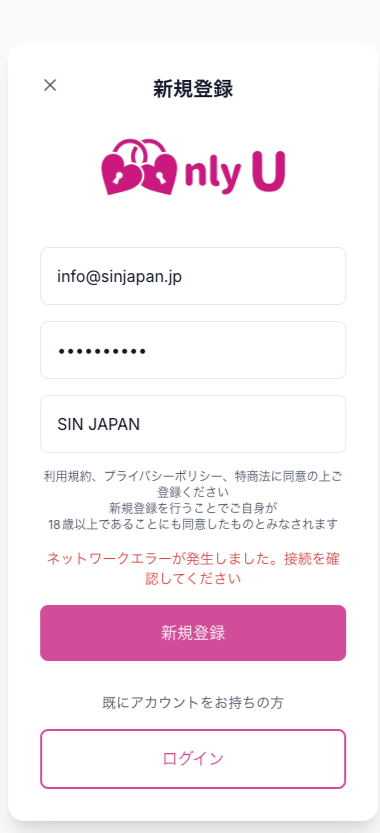 新規登録
nly U
info@sinjapan.jp
••••••••••
SIN JAPAN
利用規約、プライバシーポリシー、特商法に同意の上ご
登録ください
新規登録を行うことでご自身が
18歳以上であることにも同意したものとみなされます
ネットワークエラーが発生しました。接続を確
認してください
新規登録
既にアカウントをお持ちの方
ログイン